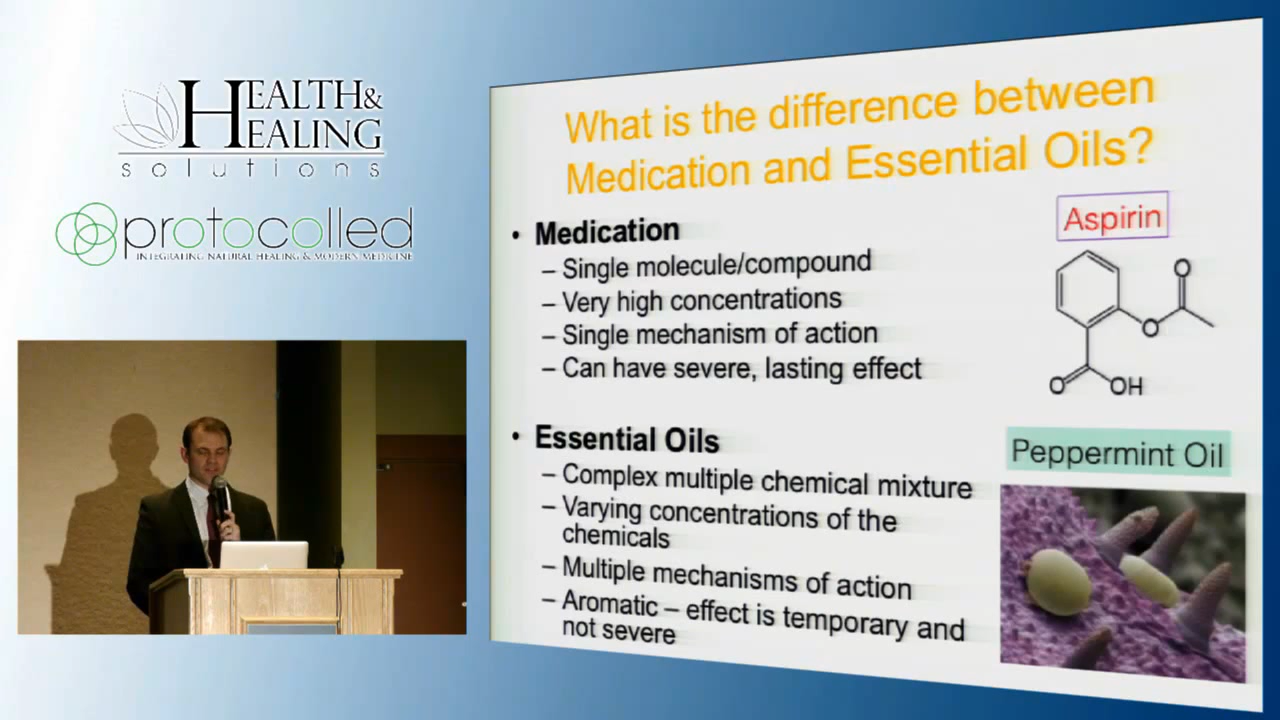 HEALTH&
HEALING
solutions
protocolled
INTEGRATING NATURAL HEALING & MODERN MEDICINE
What is the difference between
Medication and Essential Oils?
• Medication
– Single molecule/compound
– Very high concentrations
– Single mechanism of action
– Can have severe, lasting effect
Aspirin
O
O
O
OH
• Essential Oils
– Complex multiple chemical mixture
– Varying concentrations of the
chemicals
– Multiple mechanisms of action
– Aromatic – effect is temporary and
not severe
Peppermint Oil